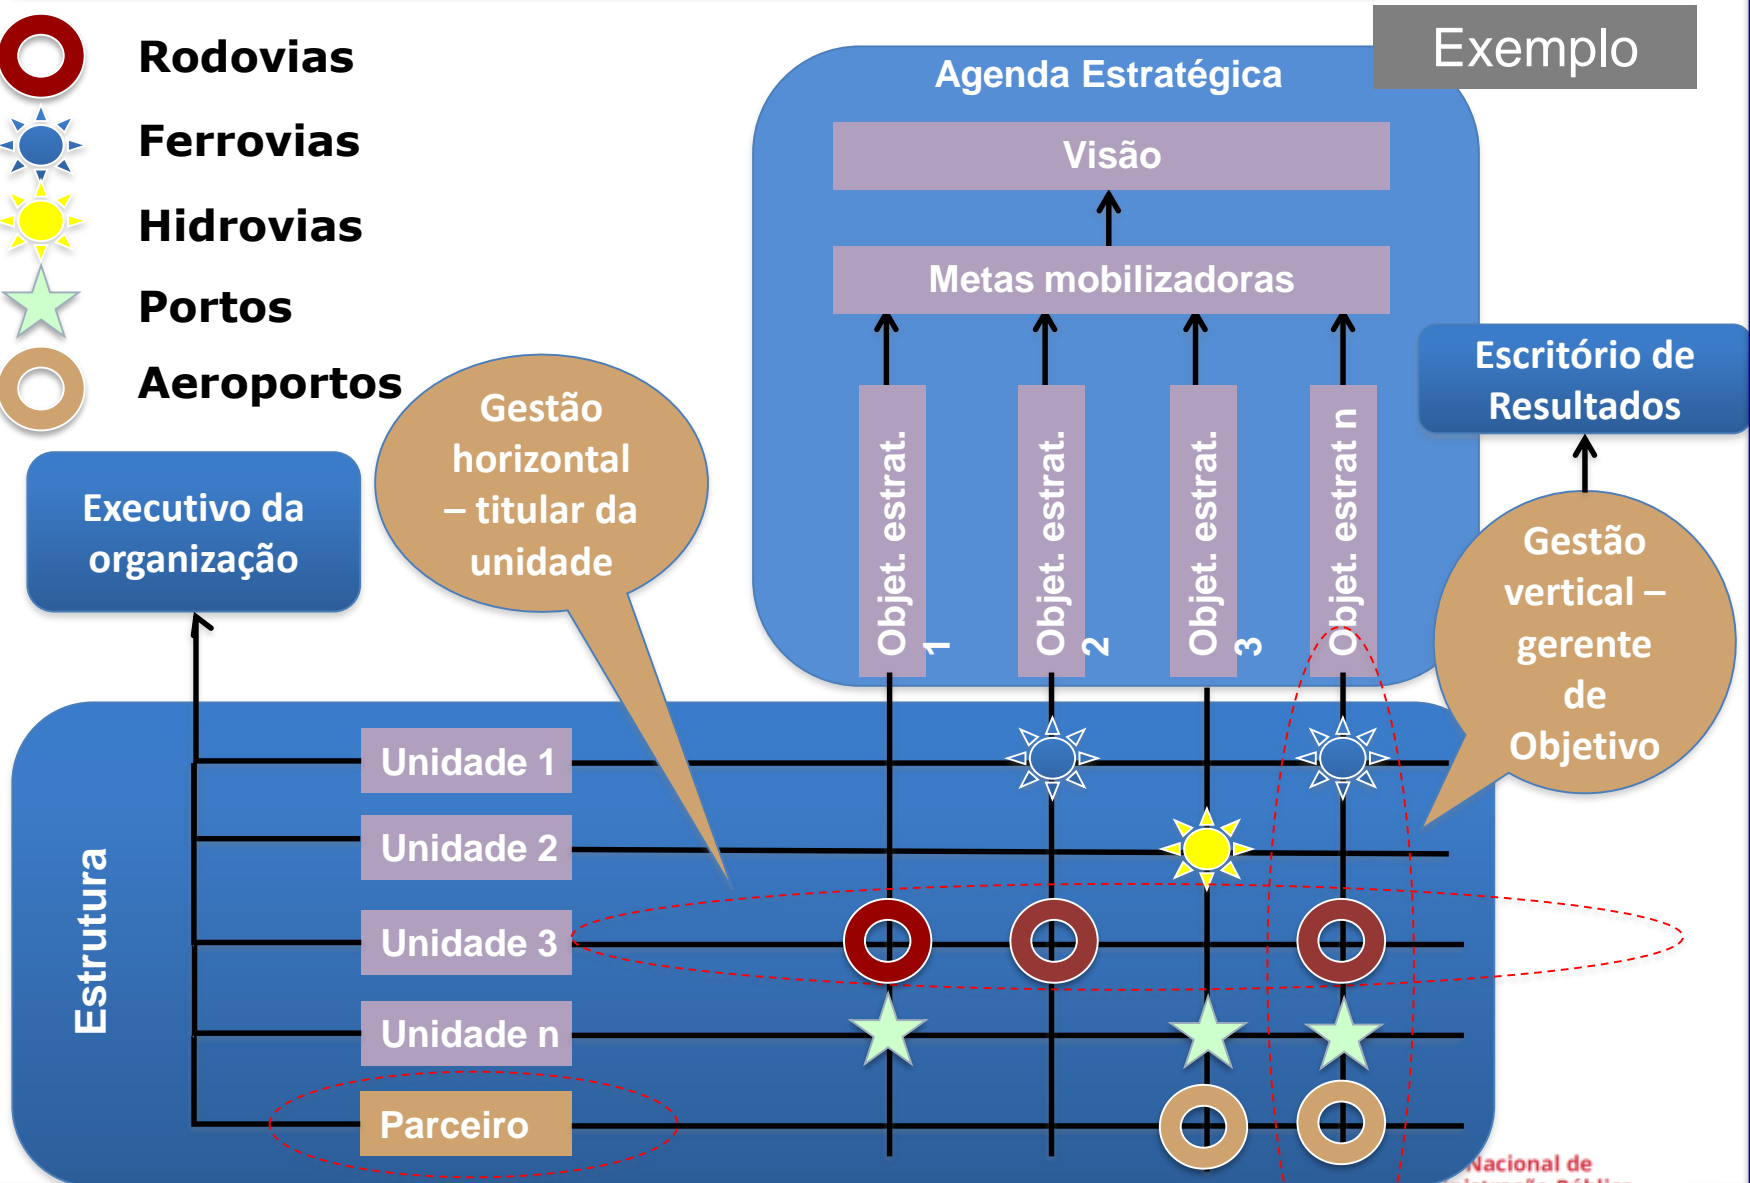 Rodovias
Ferrovias
Hidrovias
Portos
Aeroportos
Exemplo
Agenda Estratégica
Visão
Metas mobilizadoras
Objet. estrat.
1
Objet. estrat.
2
Objet. estrat.
3
Objet. estrat n
Escritório de
Resultados
Gestão
vertical –
gerente
de
Objetivo
Gestão
horizontal
– titular da
unidade
Executivo da
organização
Estrutura
Unidade 1
Unidade 2
Unidade 3
Unidade n
Parceiro
Nacional de